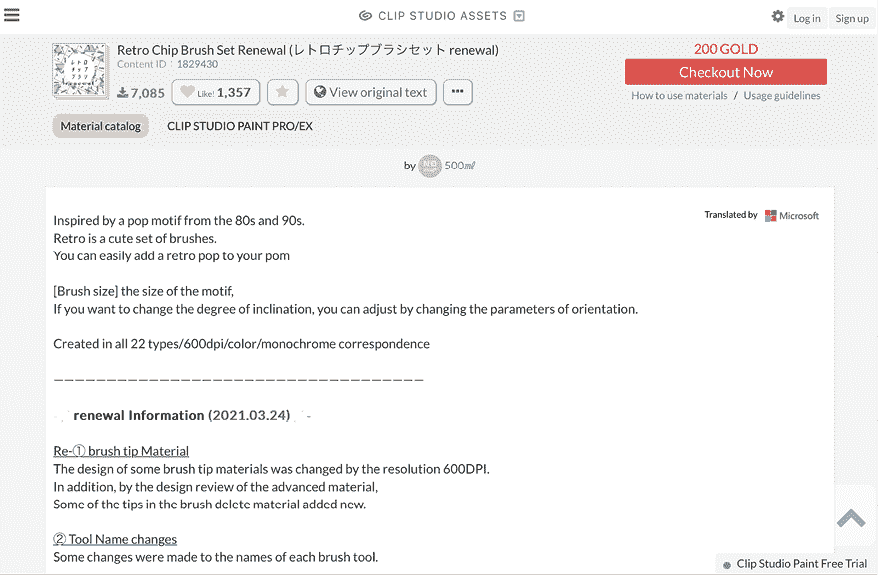 CLIP STUDIO ASSETS
Log in
Sign up
Retro Chip Brush Set Renewal (レトロチップブラシセット renewal)
Content ID：1829430
7,085
Like! 1,357
View original text
200 GOLD
Checkout Now
How to use materials / Usage guidelines
Material catalog
CLIP STUDIO PAINT PRO/EX
by 500㎖
Translated by Microsoft
Inspired by a pop motif from the 80s and 90s.
Retro is a cute set of brushes.
You can easily add a retro pop to your pom
[Brush size] the size of the motif,
If you want to change the degree of inclination, you can adjust by changing the parameters of orientation.
Created in all 22 types/600dpi/color/monochrome correspondence
renewal Information (2021.03.24)
Re-① brush tip Material
The design of some brush tip materials was changed by the resolution 600DPI.
In addition, by the design review of the advanced material,
Some of the tips in the brush delete material added new.
② Tool Name changes
Some changes were made to the names of each brush tool.
Clip Studio Paint Free Trial